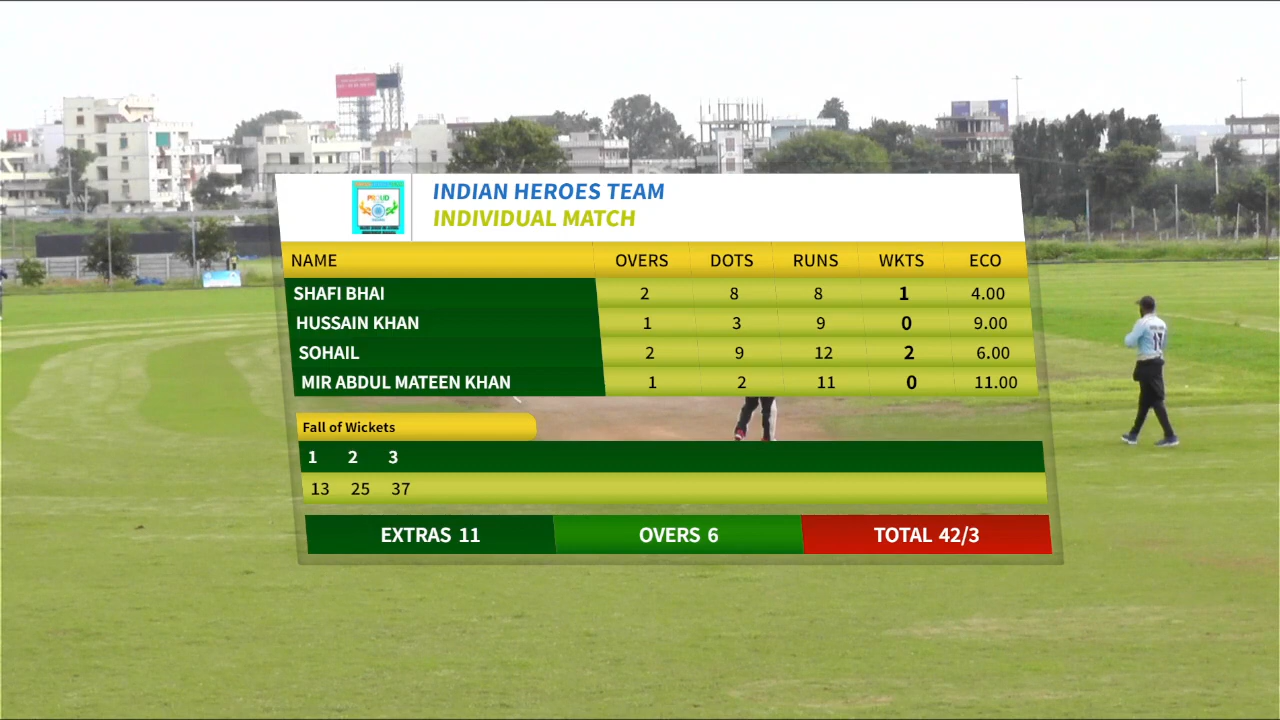 INDIAN HEROES TEAM
INDIVIDUAL MATCH
NAME OVERS DOTS RUNS WKTS ECO
SHAFI BHAI 2 8 8 1 4.00
HUSSAIN KHAN 1 3 9 0 9.00
SOHAIL 2 9 12 2 6.00
MIR ABDUL MATEEN KHAN 1 2 11 0 11.00
Fall of Wickets
1 2 3
13 25 37
EXTRAS 11 OVERS 6 TOTAL 42/3
17